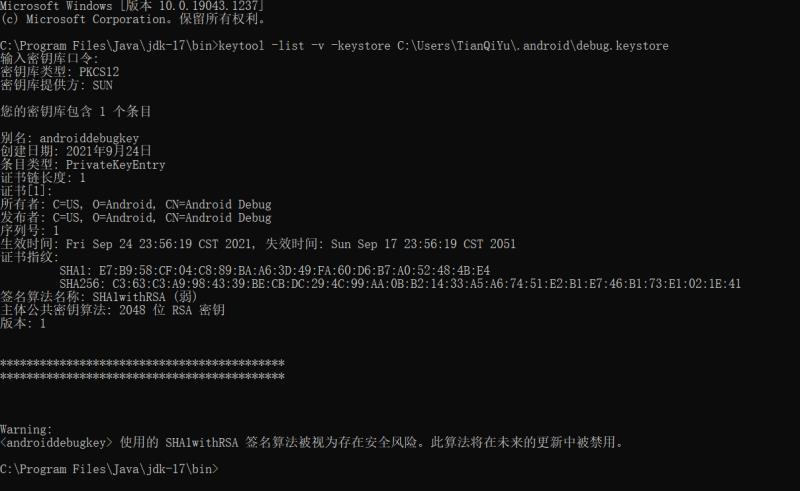 Microsoft Windows [版本 10.0.19043.1237]
(c) Microsoft Corporation。保留所有权利。
C:\Program Files\Java\jdk-17\bin>keytool -list -v -keystore C:\Users\TianQiYu\.android\debug.keystore
输入密钥库口令:
密钥库类型: PKCS12
密钥库提供方: SUN
您的密钥库包含 1 个条目
别名: androiddebugkey
创建日期: 2021年9月24日
条目类型: PrivateKeyEntry
证书链长度: 1
证书[1]:
所有者: C=US, O=Android, CN=Android Debug
发布者: C=US, O=Android, CN=Android Debug
序列号: 1
生效时间: Fri Sep 24 23:56:19 CST 2021, 失效时间: Sun Sep 17 23:56:19 CST 2051
证书指纹:
SHA1: E7:B9:58:CF:04:C8:89:BA:A6:3D:49:FA:60:D6:B7:A0:52:48:4B:E4
SHA256: C3:63:C3:A9:98:43:39:BE:CB:DC:29:4C:99:AA:0B:B2:14:33:A5:A6:74:51:E2:B1:E7:46:B1:73:E1:02:1E:41
签名算法名称: SHA1withRSA (弱)
主体公共密钥算法: 2048 位 RSA 密钥
版本: 1
*******************************************
*******************************************
Warning:
<androiddebugkey> 使用的 SHA1withRSA 签名算法被视为存在安全风险。此算法将在未来的更新中被禁用。
C:\Program Files\Java\jdk-17\bin>